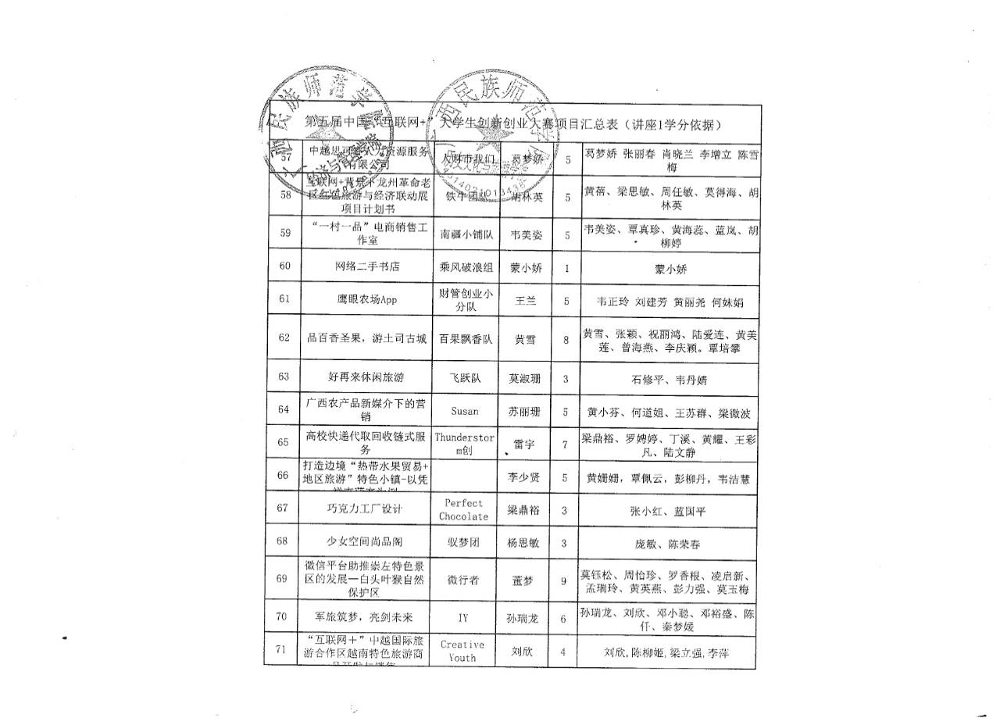 第五届中国“互联网+”大学生创新创业大赛项目汇总表（讲座1学分依据）
57 中越思 资源服务 有限公司 人财市我们 葛梦娇 5 葛梦娇 张丽春 肖晓兰 李增立 陈雪
梅
58 互联网+背景下龙州革命老
区红色旅游与经济联动展
项目计划书 铁牛团队 胡林英 5 黄蓓、梁思敏、周任敏、莫得海、胡
林英
59 “一村一品”电商销售工
作室 南疆小铺队 韦美姿 5 韦美姿、覃真珍、黄海蕊、蓝岚、胡
柳婷
60 网络二手书店 乘风破浪组 蒙小娇 1 蒙小娇
61 鹰眼农场App 财管创业小
分队 王兰 5 韦正玲 刘建芳 黄丽尧 何妹娟
62 品百香圣果，游土司古城 百果飘香队 黄雪 8 黄雪、张颖、祝丽鸿、陆爱连、黄美
莲、曾海燕、李庆颖。覃培攀
63 好再来休闲旅游 飞跃队 莫淑珊 3 石修平、韦丹婧
64 广西农产品新媒介下的营
销 Susan 苏丽珊 5 黄小芬、何道姐、王苏群、梁微波
65 高校快递代取回收链式服
务 Thunderstor
m创 雷宇 7 梁鼎裕、罗娉婷、丁溪、黄耀、王彩
凡、陆文静
66 打造边境“热带水果贸易+
地区旅游”特色小镇-以凭
李少贤 5 黄姗姗，覃佩云，彭柳丹，韦洁慧
67 巧克力工厂设计 Perfect
Chocolate 梁鼎裕 3 张小红、蓝国平
68 少女空间尚品阁 驭梦团 杨思敏 3 庞敏、陈荣春
69 微信平台助推崇左特色景
区的发展—白头叶猴自然
保护区 微行者 董梦 9 莫钰松、周怡珍、罗香根、凌启新、
孟瑞玲、黄英燕、彭力强、莫玉梅
70 军旅筑梦，亮剑未来 IY 孙瑞龙 6 孙瑞龙、刘欣、邓小聪、邓裕盛、陈
仟、秦梦媛
71 “互联网＋”中越国际旅
游合作区越南特色旅游商
Creative
Youth 刘欣 4 刘欣,陈柳姬,梁立强,李萍